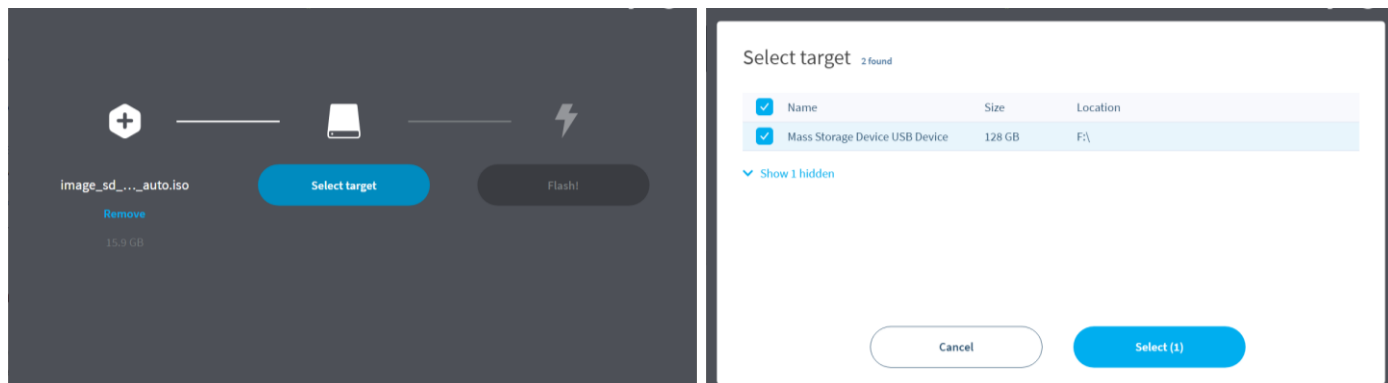 image_sd_..._auto.iso
Remove
15.9 GB
Select target
Flash!
Select target 2 found
Name Size Location
Mass Storage Device USB Device 128 GB F:\
Show 1 hidden
Cancel
Select (1)